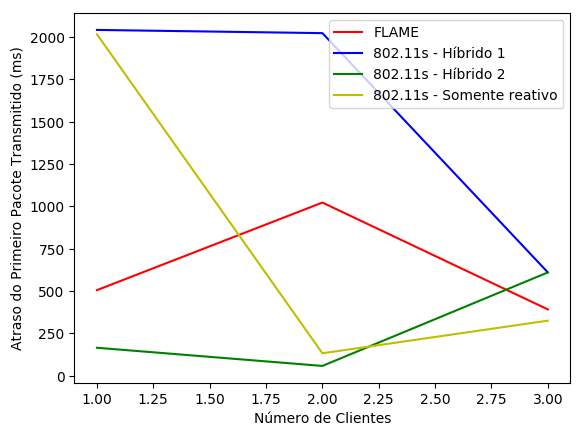 FLAME
802.11s - Híbrido 1
802.11s - Híbrido 2
802.11s - Somente reativo
Atraso do Primeiro Pacote Transmitido (ms)
2000
1750
1500
1250
1000
750
500
250
0
1.00 1.25 1.50 1.75 2.00 2.25 2.50 2.75 3.00
Número de Clientes